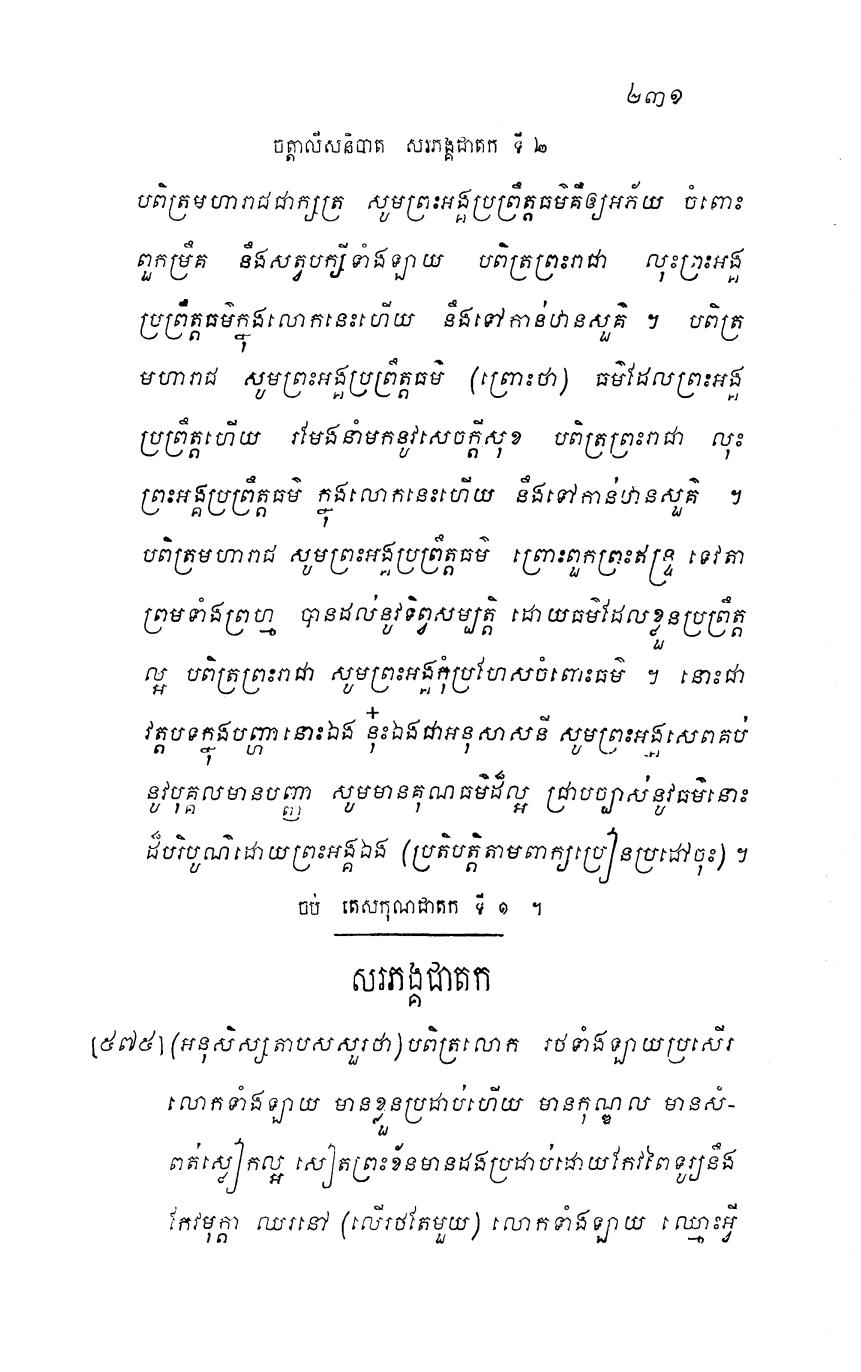 ២៣១
ចត្តាលីសនិបាត សរភង្គជាតក ទី ២
បពិត្រមហារាជជាក្សត្រ សូមព្រះអង្គប្រព្រឹត្តធម៌គឺឲ្យអភ័យ ចំពោះ
ពួកម្រឹគ នឹងសត្វបក្សីទាំងឡាយ បពិត្រព្រះរាជា លុះព្រះអង្គ
ប្រព្រឹត្តធម៌ក្នុងលោកនេះហើយ នឹងទៅកាន់ឋានសួគ៌ ។ បពិត្រ
មហារាជ សូមព្រះអង្គប្រព្រឹត្តធម៌ (ព្រោះថា) ធម៌ដែលព្រះអង្គ
ប្រព្រឹត្តហើយ រមែងនាំមកនូវសេចក្តីសុខ បពិត្រព្រះរាជា លុះ
ព្រះអង្គប្រព្រឹត្តធម៌ ក្នុងលោកនេះហើយ នឹងទៅកាន់ឋានសួគ៌ ។
បពិត្រមហារាជ សូមព្រះអង្គប្រព្រឹត្តធម៌ ព្រោះពួកព្រះឥន្ទ្រ ទេវតា
ព្រមទាំងព្រហ្ម បានដល់នូវទិព្វសម្បត្តិ ដោយធម៌ដែលខ្លួនប្រព្រឹត្ត
ល្អ បពិត្រព្រះរាជា សូមព្រះអង្គកុំប្រហែសចំពោះធម៌ ។ នោះជា
វត្តបទក្នុងបញ្ហានោះឯង នុ៎ះឯងជាអនុសាសនី សូមព្រះអង្គសេពគប់
នូវបុគ្គលមានបញ្ញា សូមមានគុណធម៌ដ៏ល្អ ជ្រាបច្បាស់នូវធម៌នោះ
ដ៏បរិបូណ៌ដោយព្រះអង្គឯង (ប្រតិបត្តិតាមពាក្យប្រៀនប្រដៅចុះ) ។
ចប់ តេសកុណជាតក ទី ១ ។
សរភង្គជាតក
[៥៧៥] (អនុសិស្សតាបសសួរថា) បពិត្រលោក រថទាំងឡាយប្រសើរ
លោកទាំងឡាយ មានខ្លួនប្រដាប់ហើយ មានកុណ្ឌល មានសំ-
ពត់ស្លៀកល្អ សៀតព្រះខ័នមានដងប្រដាប់ដោយកែវពៃទូរ្យនឹង
កែវមុក្តា ឈរនៅ (លើរថតែមួយ) លោកទាំងឡាយ ឈ្មោះអ្វី